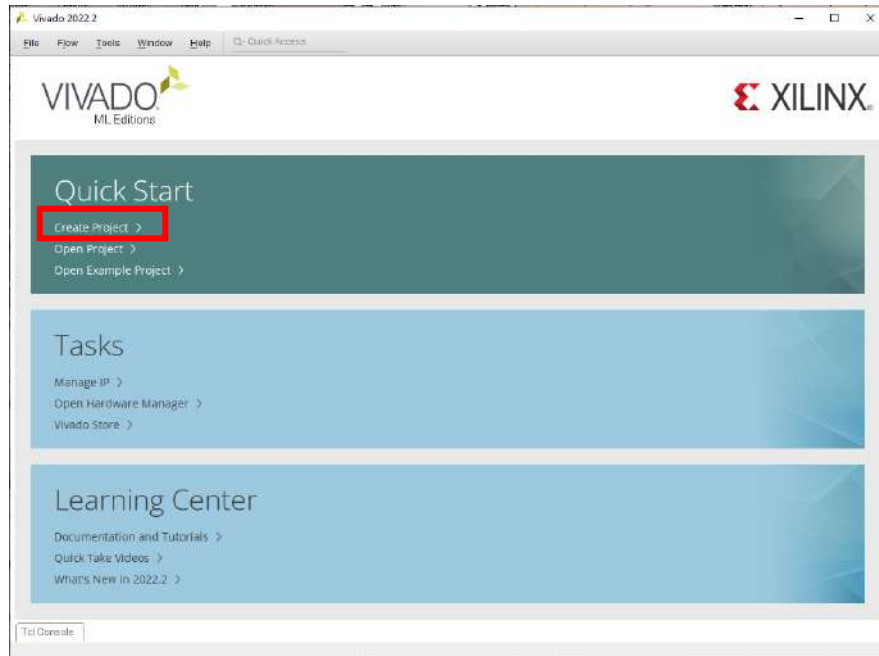 Vivado 2022.2
File Flow Tools Window Help Q- Quick Access
VIVADO.
ML Editions
XILINX.
Quick Start
Create Project >
Open Project >
Open Example Project >
Tasks
Manage IP >
Open Hardware Manager >
Vivado Store >
Learning Center
Documentation and Tutorials >
Quick Take Videos >
What's New in 2022.2 >
Tcl Console